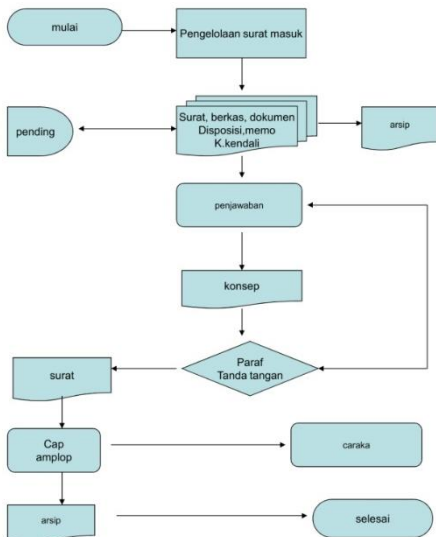 mulai
Pengelolaan surat masuk
pending
Surat, berkas, dokumen
Disposisi,memo
K.kendali
arsip
penjawaban
konsep
Paraf
Tanda tangan
surat
Cap
amplop
caraka
arsip
selesai